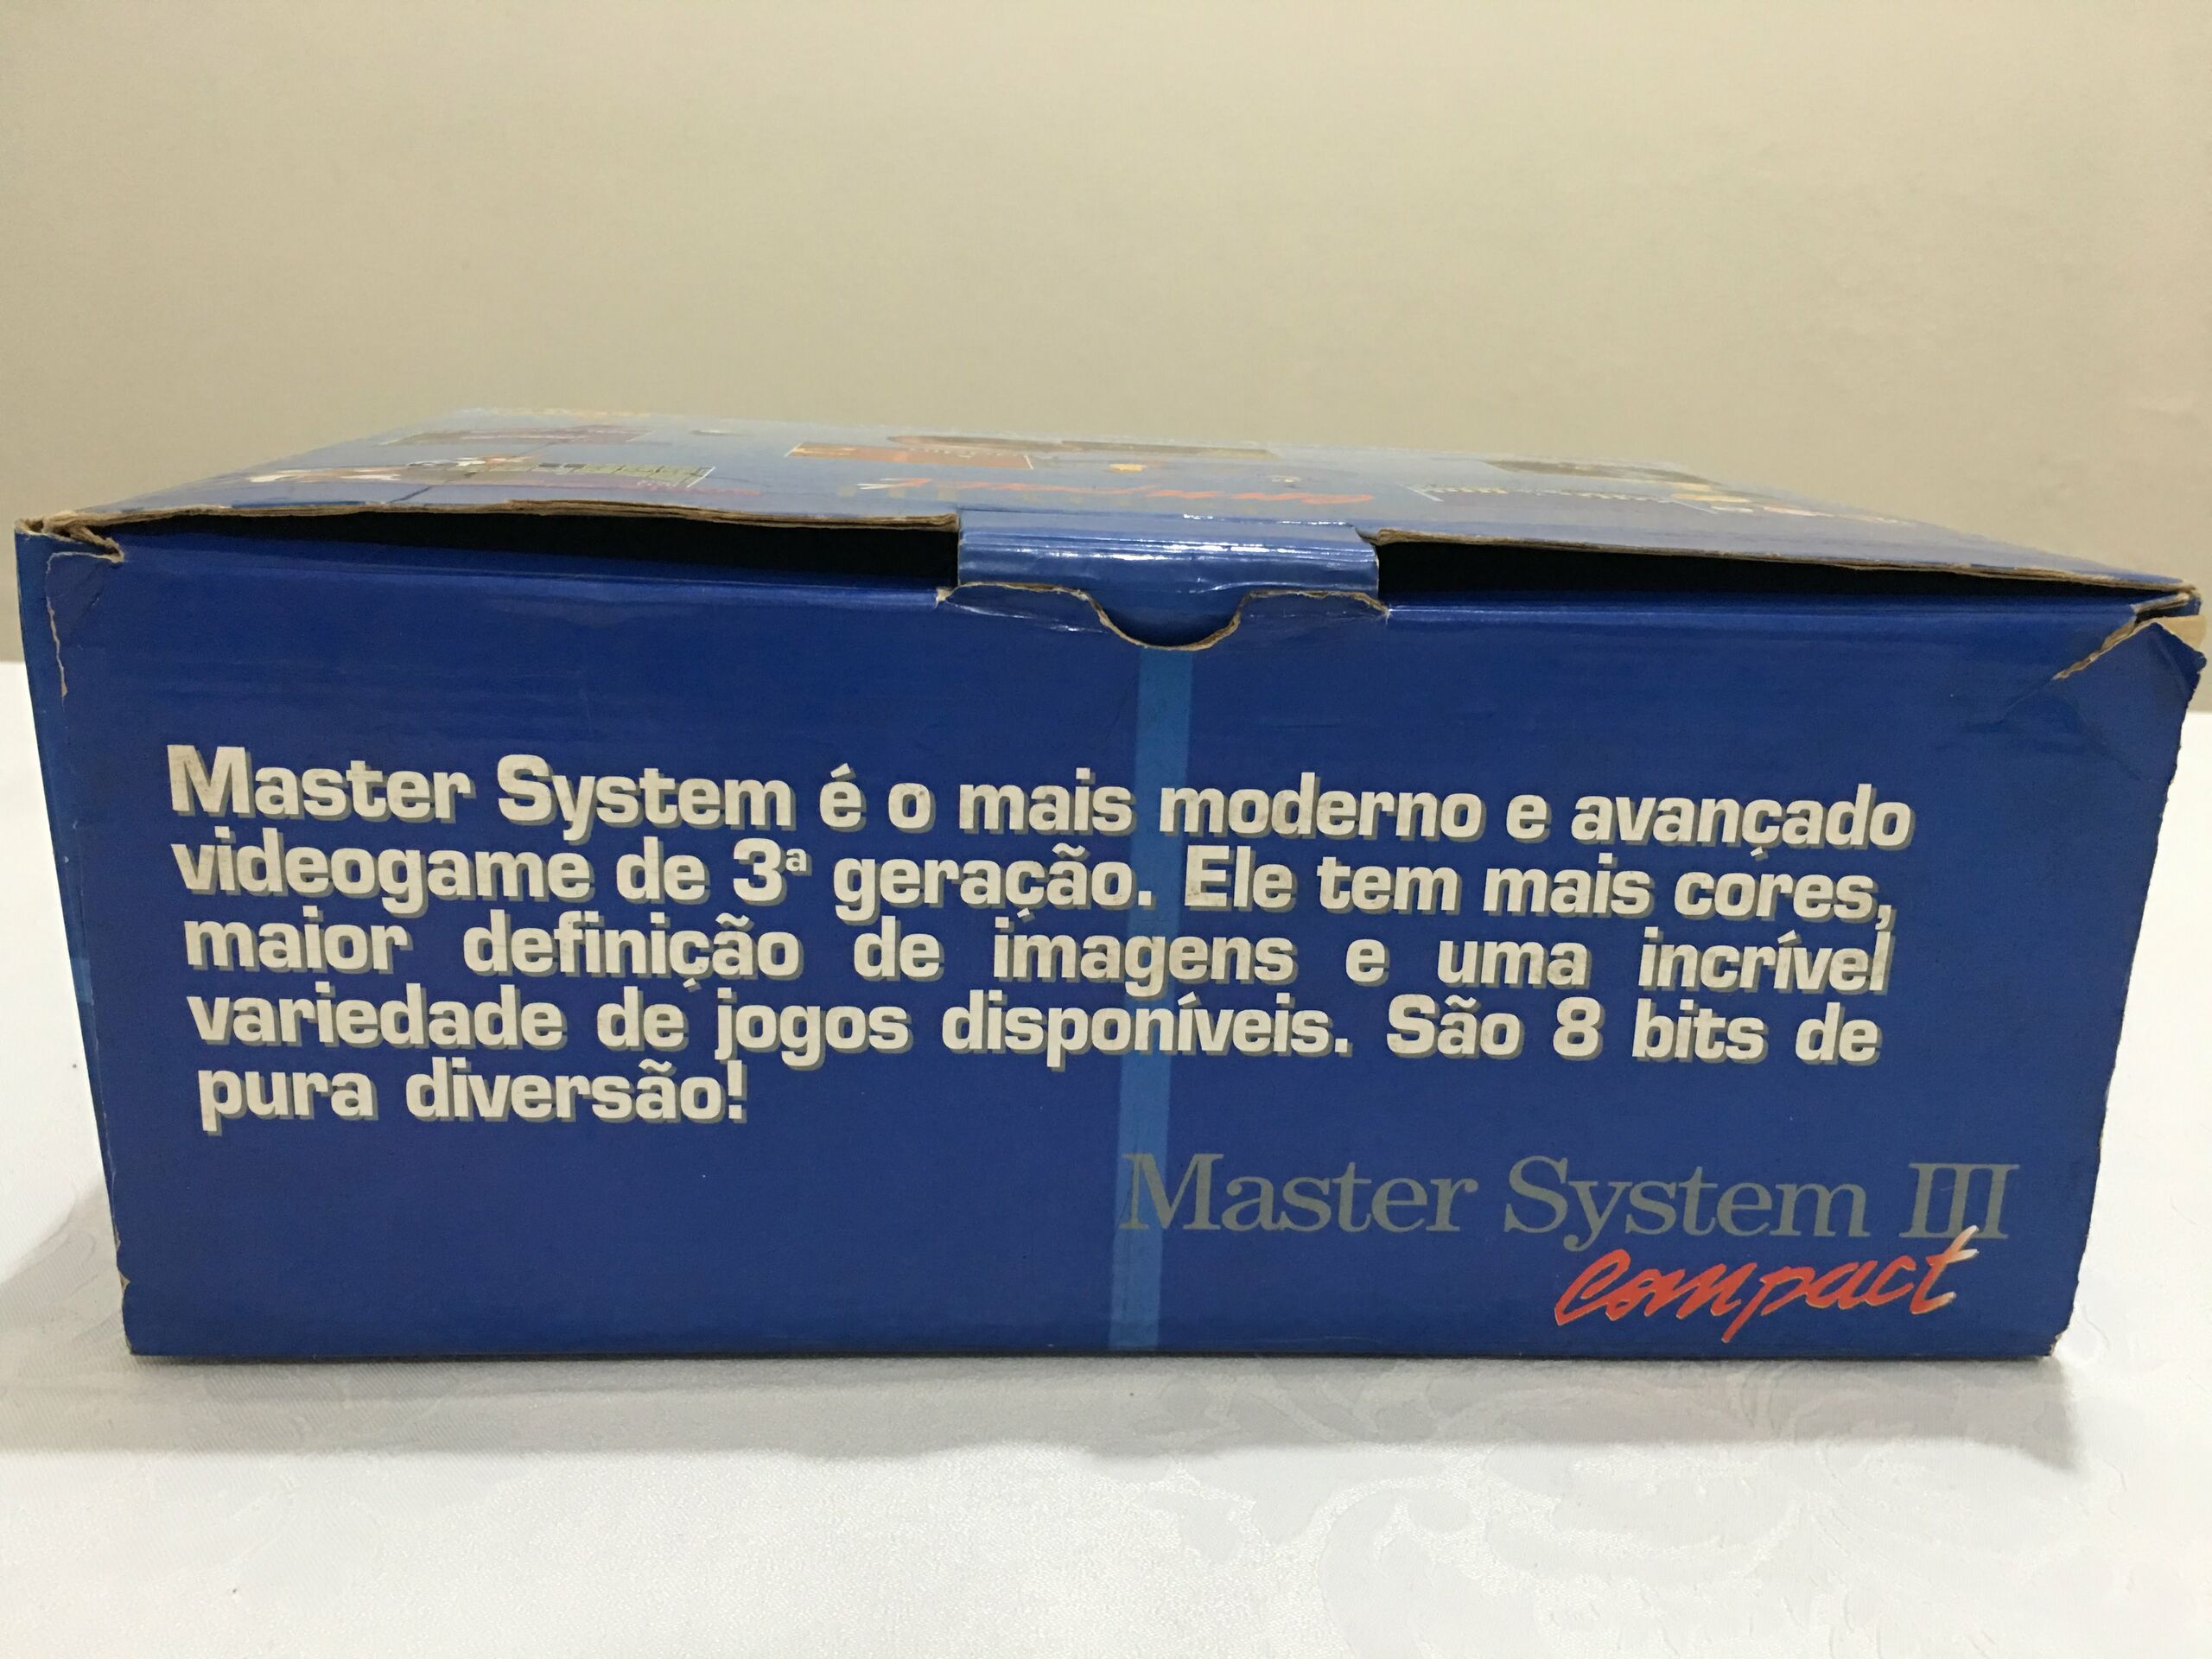 Master System é o mais moderno e avançado
videogame de 3ª geração. Ele tem mais cores,
maior definição de imagens e uma incrível
variedade de jogos disponíveis. São 8 bits de
pura diversão!
Master System III
compact